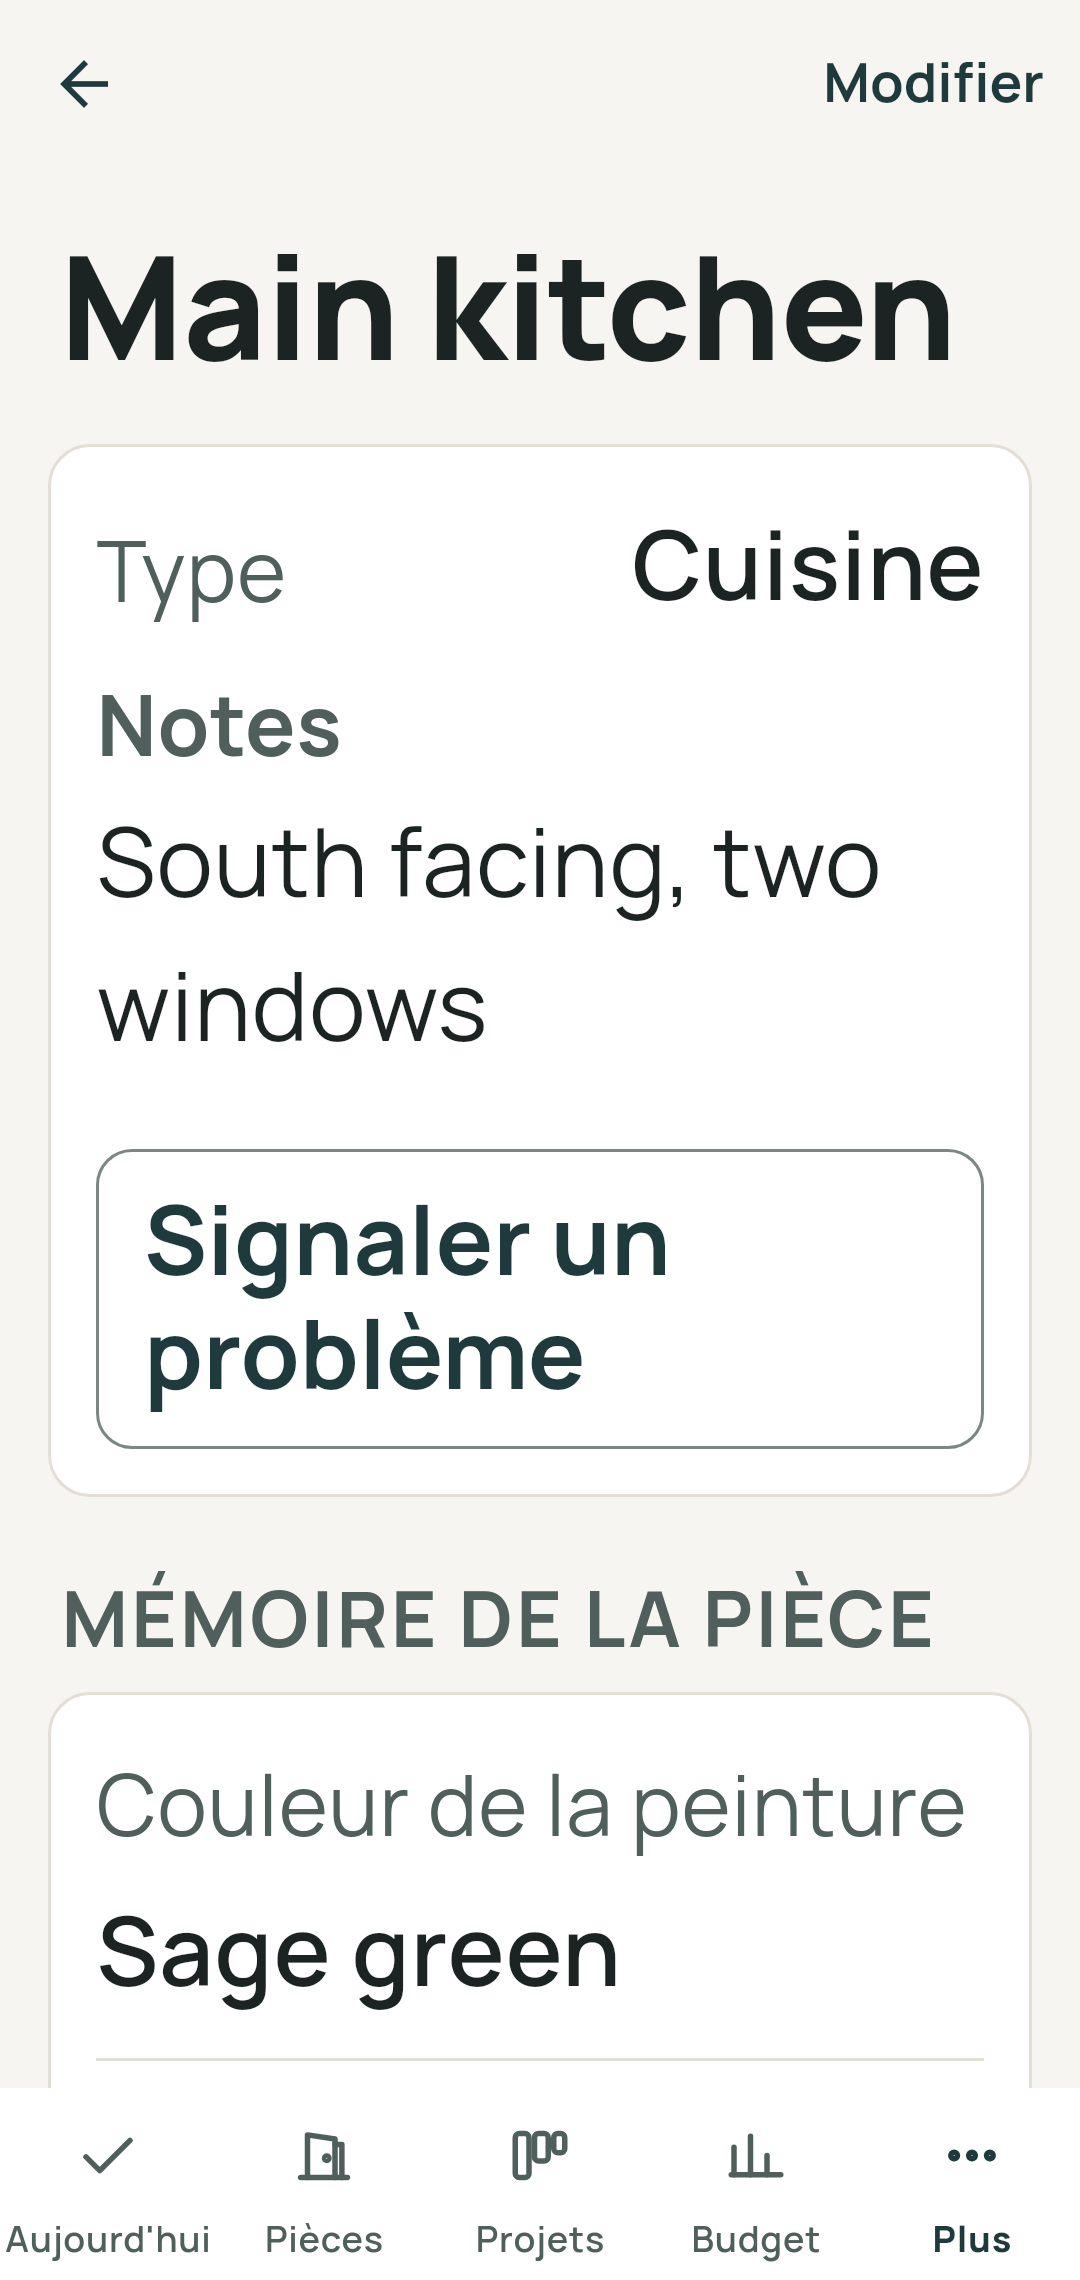 Modifier
Main kitchen
Type
Cuisine
Notes
South facing, two
windows
Signaler un
problème
MÉMOIRE DE LA PIÈCE
Couleur de la peinture
Sage green
Aujourd'hui
Pièces
Projets
Budget
Plus